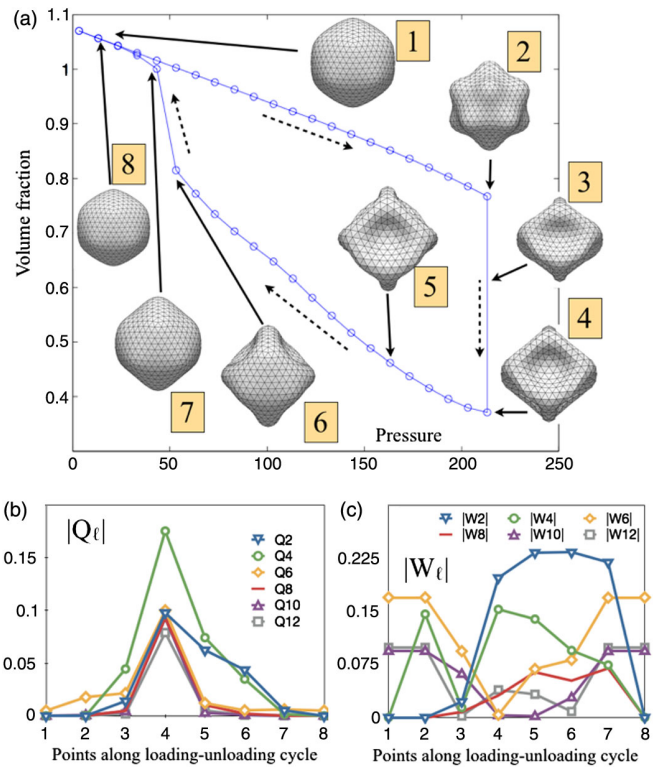 (a)
1.1
1
0.9
0.8
0.7
0.6
0.5
0.4
Volume fraction
0
50
100
150
200
250
Pressure
1
2
3
4
5
6
7
8
(b)
|Qℓ|
Q2
Q4
Q6
Q8
Q10
Q12
0.15
0.1
0.05
0
1 2 3 4 5 6 7 8
Points along loading-unloading cycle
(c)
|W2| |W4| |W6|
|W8| |W10| |W12|
|Wℓ|
0.225
0.15
0.075
0
1 2 3 4 5 6 7 8
Points along loading-unloading cycle